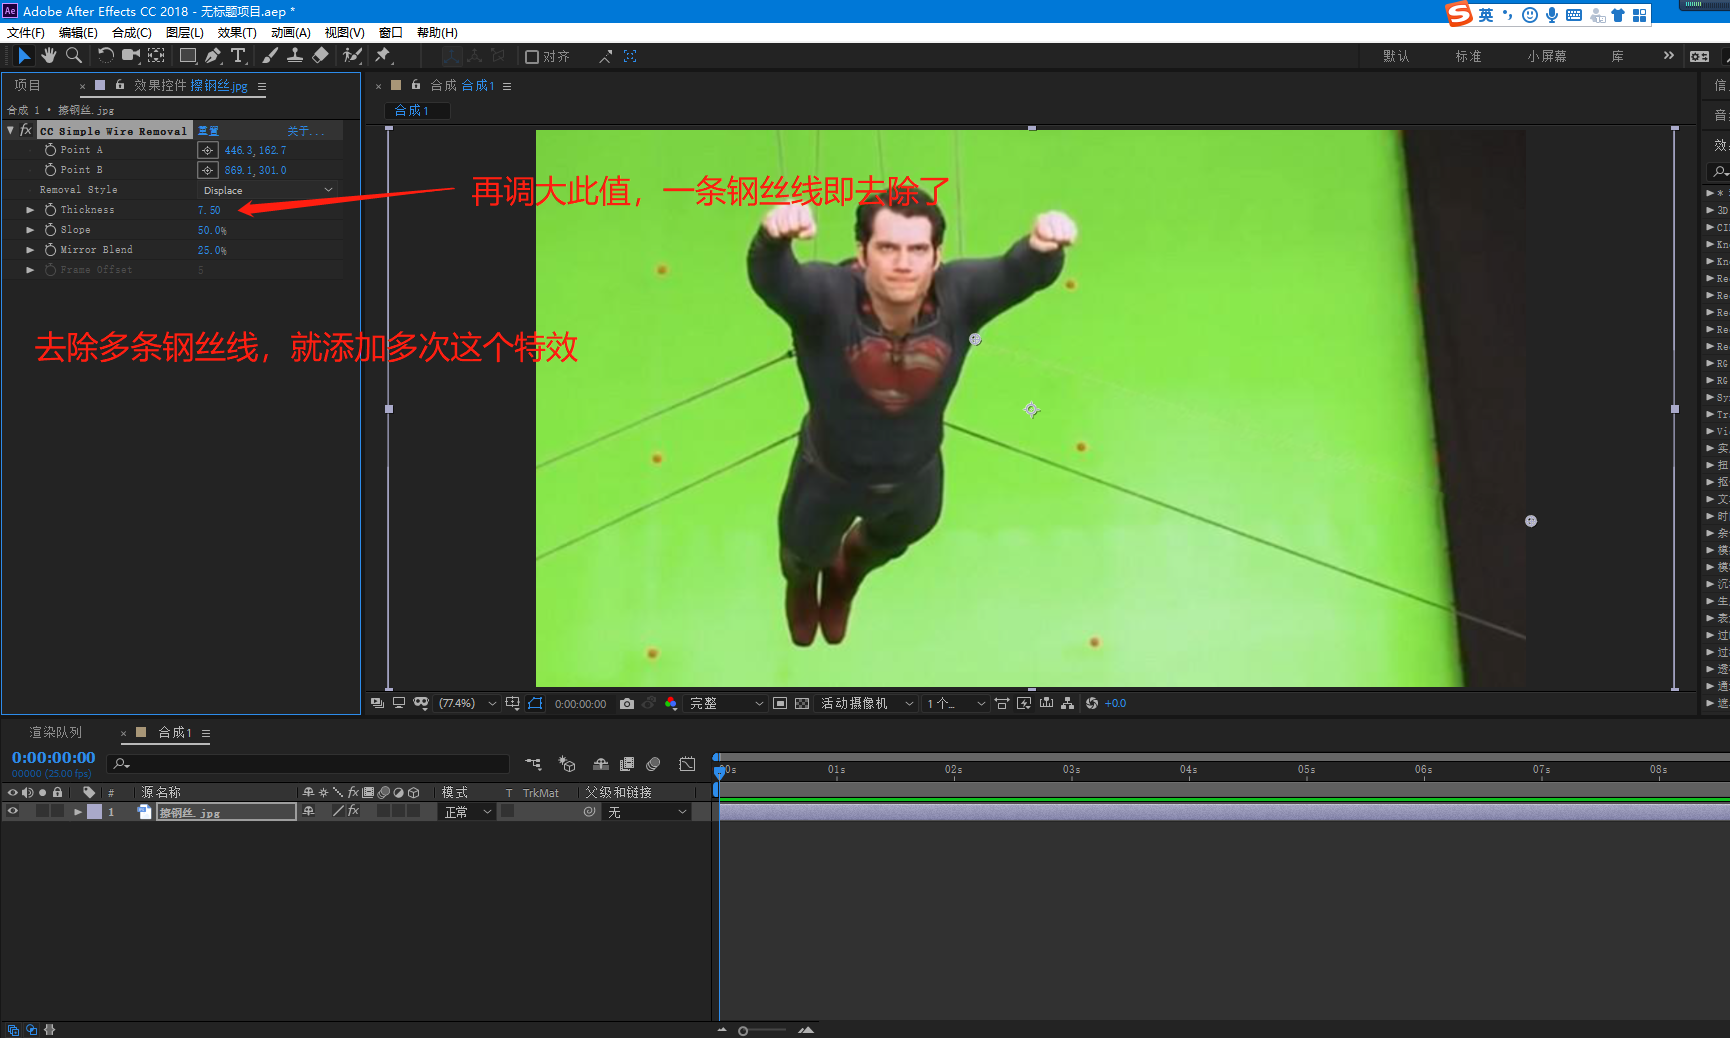 Adobe After Effects CC 2018 - 无标题项目.aep *
英
文件(F) 编辑(E) 合成(C) 图层(L) 效果(T) 动画(A) 视图(V) 窗口 帮助(H)
对齐
默认 标准 小屏幕 库
项目 效果控件 擦钢丝.jpg
合成 合成1
合成 1 • 擦钢丝.jpg
合成1
fx CC Simple Wire Removal 重置 关于...
Point A 446.3,162.7
Point B 869.1,301.0
Removal Style Displace
Thickness 7.50
Slope 50.0%
Mirror Blend 25.0%
Frame Offset 5
再调大此值，一条钢丝线即去除了
去除多条钢丝线，就添加多次这个特效
(77.4%) 0:00:00:00 完整 活动摄像机 1个... +0.0
渲染队列 合成1
0:00:00:00
00000 (25.00 fps)
# 源名称 模式 T TrkMat 父级和链接
1 擦钢丝.jpg 正常 无
00s 01s 02s 03s 04s 05s 06s 07s 08s